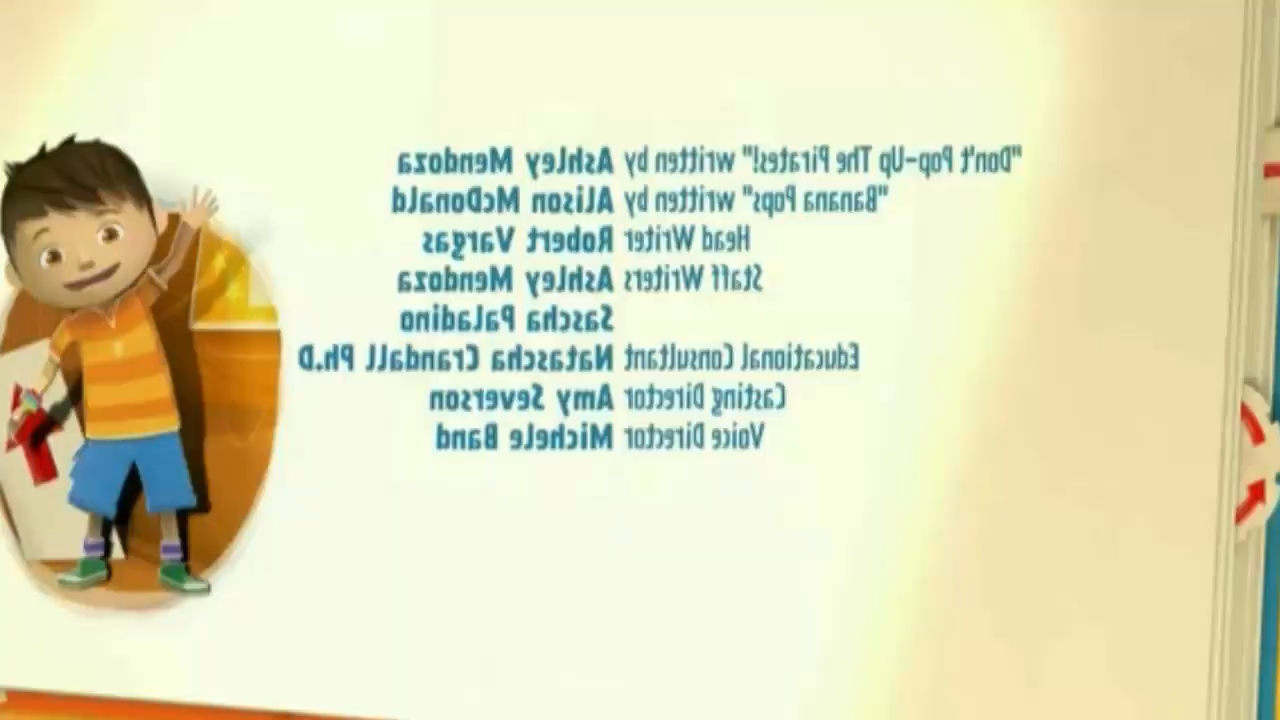 "Don't Pop-Up The Pirates!" written by Ashley Mendoza
"Banana Pops" written by Alison McDonald
Head Writer Robert Vargas
Staff Writers Ashley Mendoza
Sascha Paladino
Educational Consultant Natascha Crandall Ph.D
Casting Director Amy Severson
Voice Director Michele Band